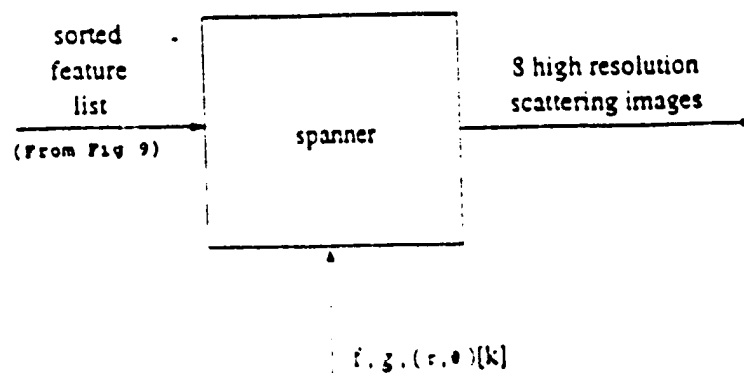 sorted
feature
list
(From Fig 9)
spanner
8 high resolution
scattering images
f, g, (r, θ)[k]